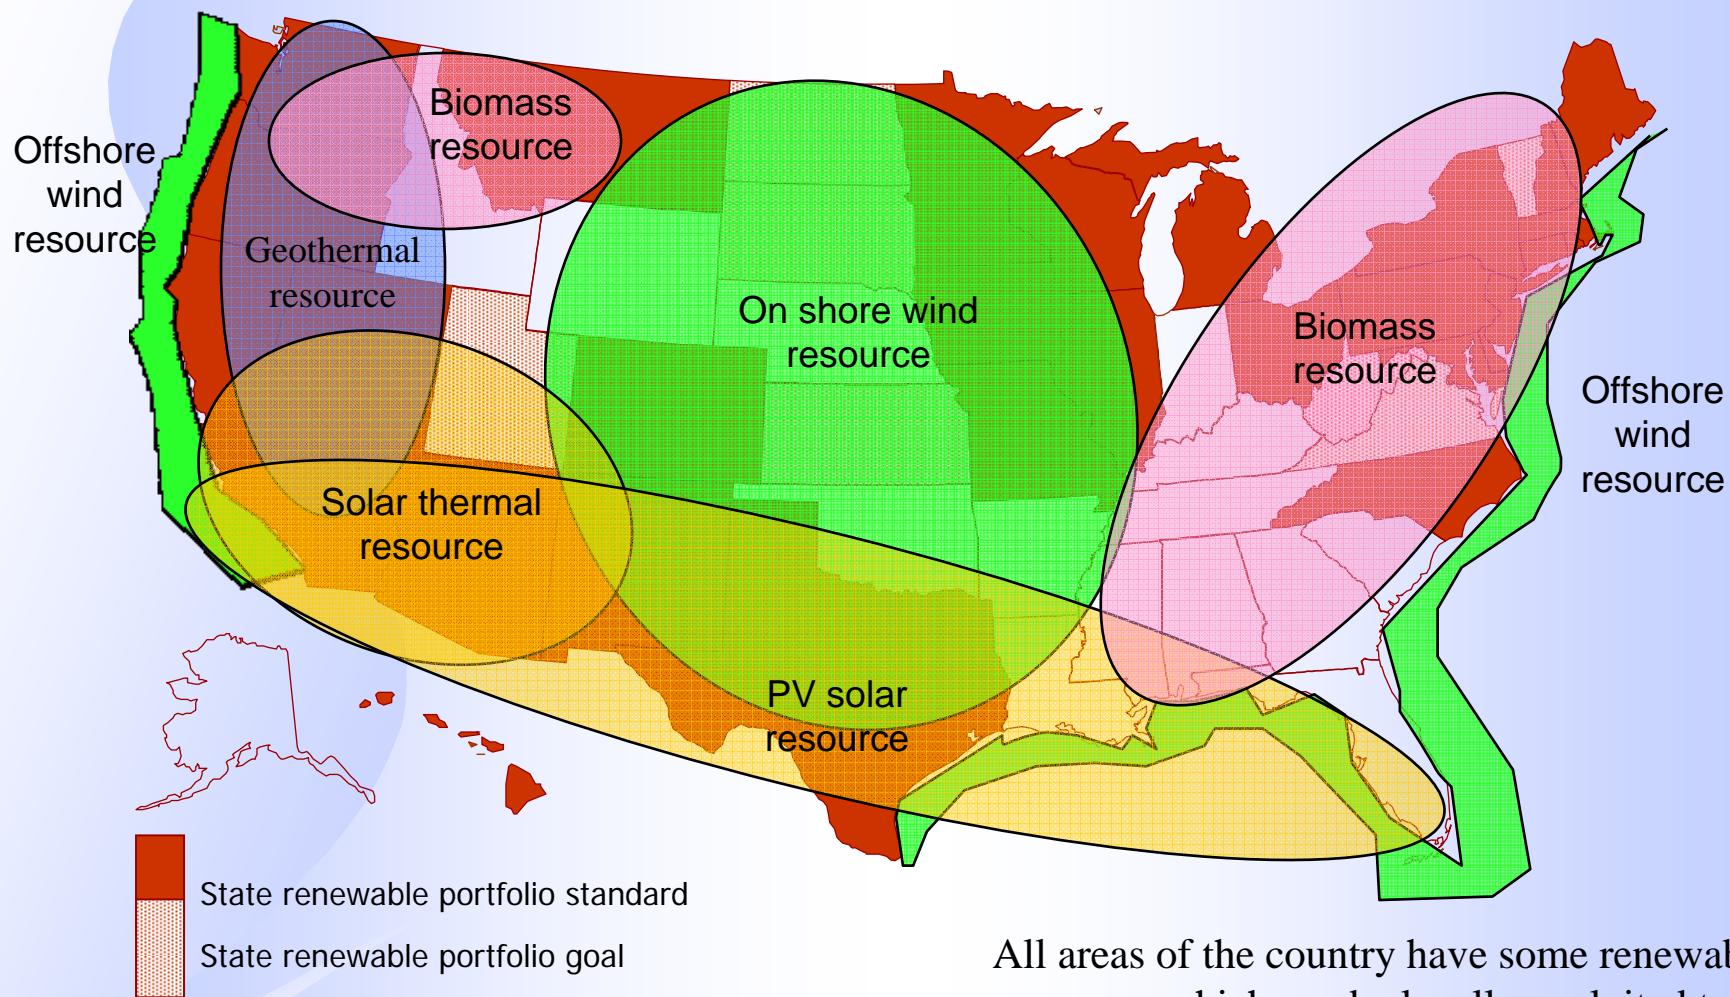 Offshore
wind
resource
Biomass
resource
Geothermal
resource
On shore wind
resource
Biomass
resource
Offshore
wind
resource
Solar thermal
resource
PV solar
resource
State renewable portfolio standard
State renewable portfolio goal
All areas of the country have some